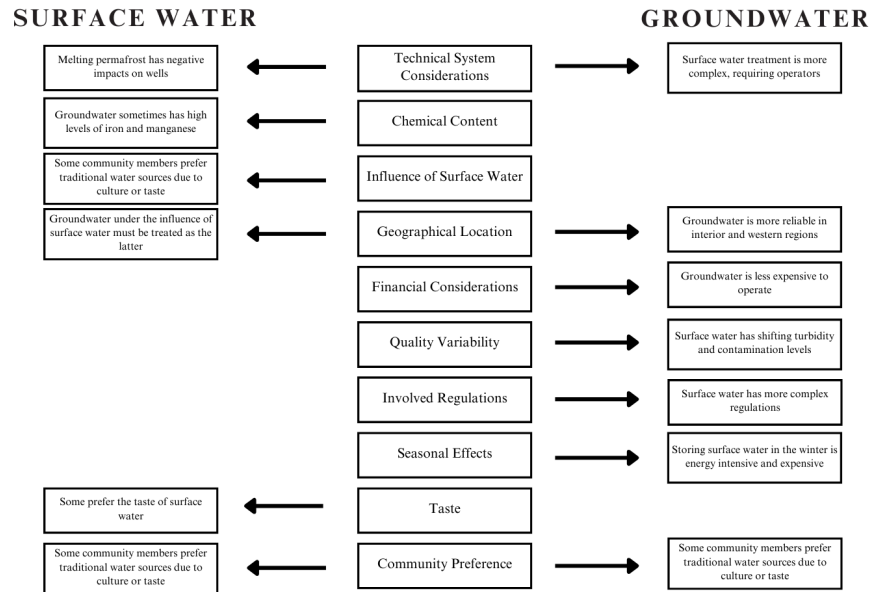 SURFACE WATER
GROUNDWATER
Melting permafrost has negative
impacts on wells
Technical System
Considerations
Surface water treatment is more
complex, requiring operators
Groundwater sometimes has high
levels of iron and manganese
Chemical Content
Some community members prefer
traditional water sources due to
culture or taste
Influence of Surface Water
Groundwater under the influence of
surface water must be treated as the
latter
Geographical Location
Groundwater is more reliable in
interior and western regions
Financial Considerations
Groundwater is less expensive to
operate
Quality Variability
Surface water has shifting turbidity
and contamination levels
Involved Regulations
Surface water has more complex
regulations
Seasonal Effects
Storing surface water in the winter is
energy intensive and expensive
Some prefer the taste of surface
water
Taste
Some community members prefer
traditional water sources due to
culture or taste
Community Preference
Some community members prefer
traditional water sources due to
culture or taste